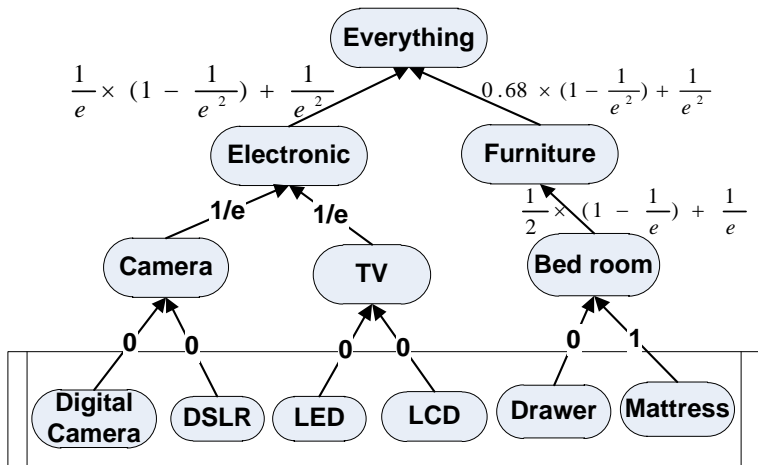 Everything
1/e × (1 - 1/e²) + 1/e²
0.68 × (1 - 1/e²) + 1/e²
Electronic
Furniture
1/e
1/e
1/2 × (1 - 1/e) + 1/e
Camera
TV
Bed room
0
0
0
0
0
1
Digital
Camera
DSLR
LED
LCD
Drawer
Mattress